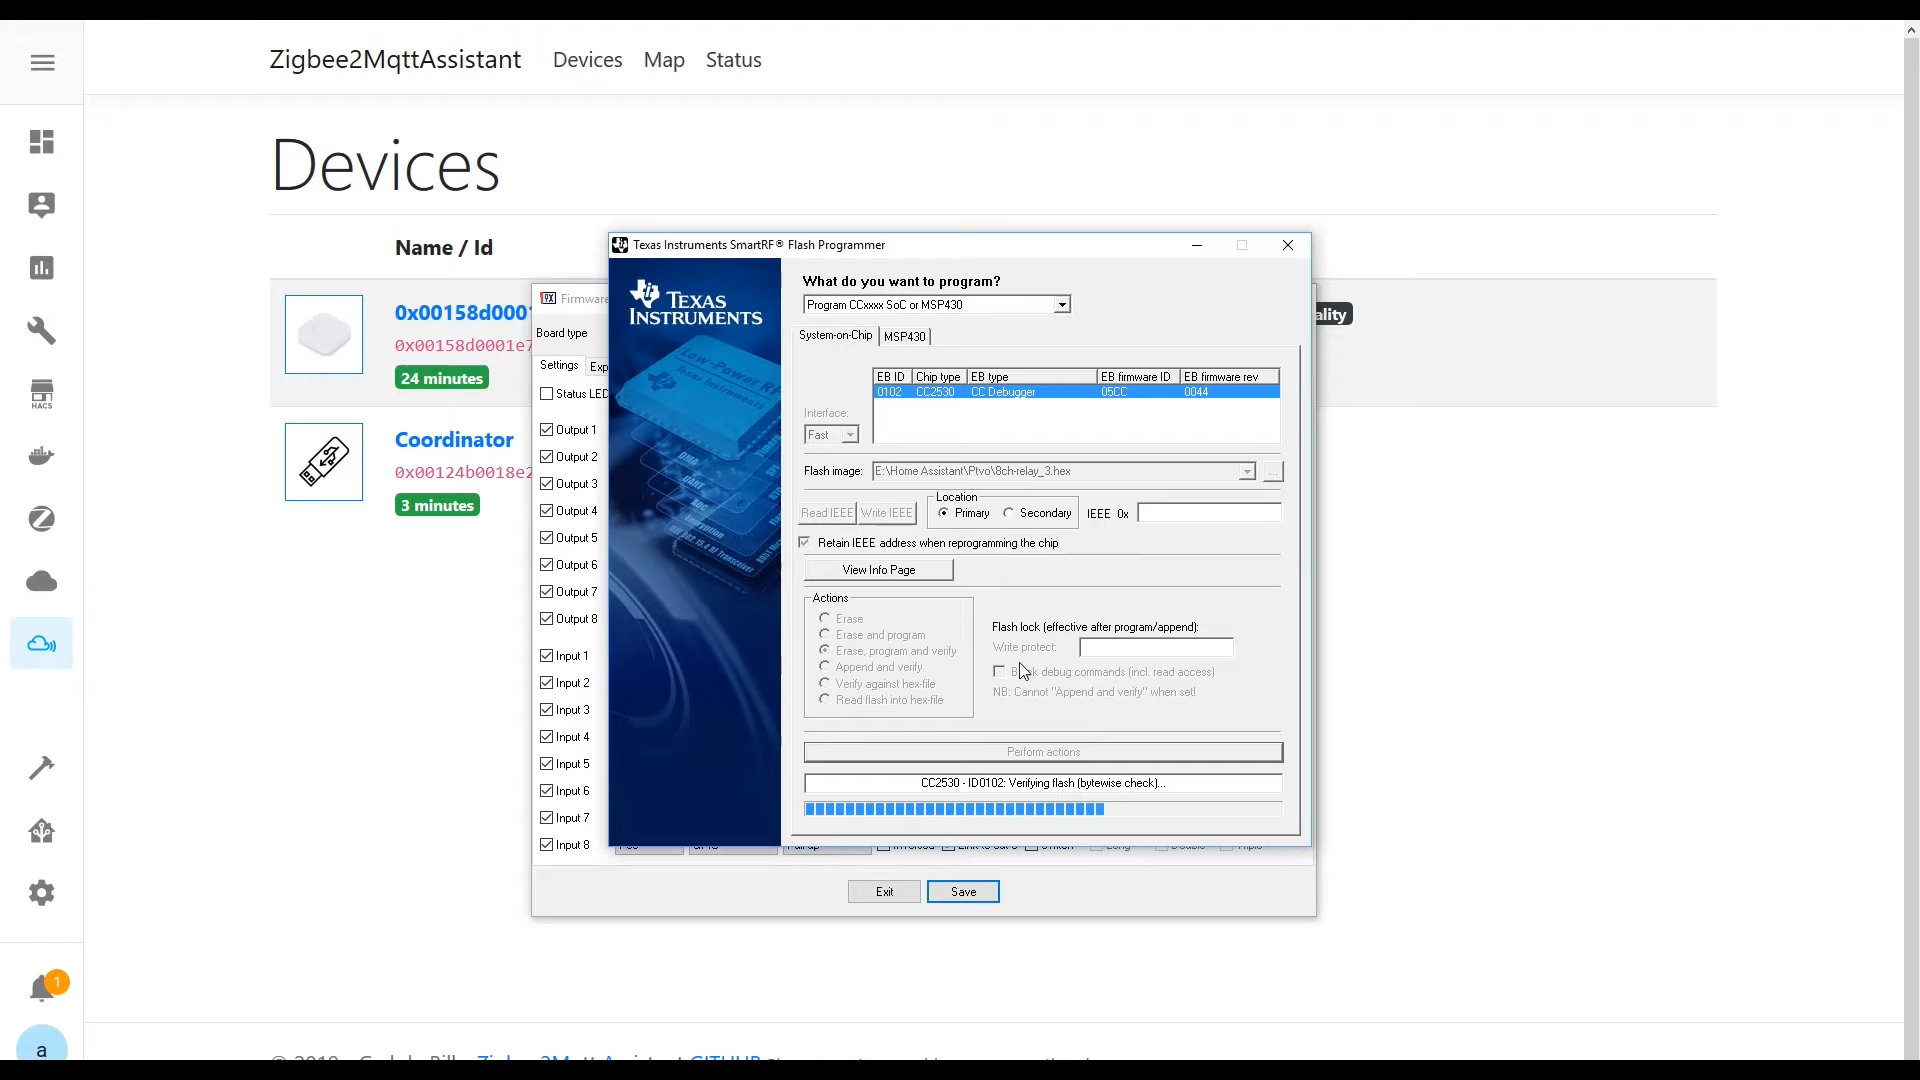 Zigbee2MqttAssistant Devices Map Status
Devices
Name / Id
0x00158d000
0x00158d0001e7
24 minutes
Coordinator
0x00124b0018e2
3 minutes
ality
HACS
1
a
Firmware
Board type
Settings Exp
Status LED
Output 1
Output 2
Output 3
Output 4
Output 5
Output 6
Output 7
Output 8
Input 1
Input 2
Input 3
Input 4
Input 5
Input 6
Input 7
Input 8
Exit Save
Texas Instruments SmartRF® Flash Programmer
TEXAS
INSTRUMENTS
Low-Power RF
Texas Instruments
What do you want to program?
Program CCxxxx SoC or MSP430
System-on-Chip MSP430
EB ID Chip type EB type EB firmware ID EB firmware rev
0102 CC2530 CC Debugger 05CC 0044
Interface:
Fast
Flash image: E:\Home Assistant\Ptvo\8ch-relay_3.hex ...
Location
Read IEEE Write IEEE Primary Secondary IEEE 0x
Retain IEEE address when reprogramming the chip
View Info Page
Actions
Erase
Erase and program
Erase, program and verify
Append and verify
Verify against hex-file
Read flash into hex-file
Flash lock (effective after program/append):
Write protect:
debug commands (incl. read access)
NB: Cannot "Append and verify" when set!
Perform actions
CC2530 - ID0102: Verifying flash (bytewise check)...